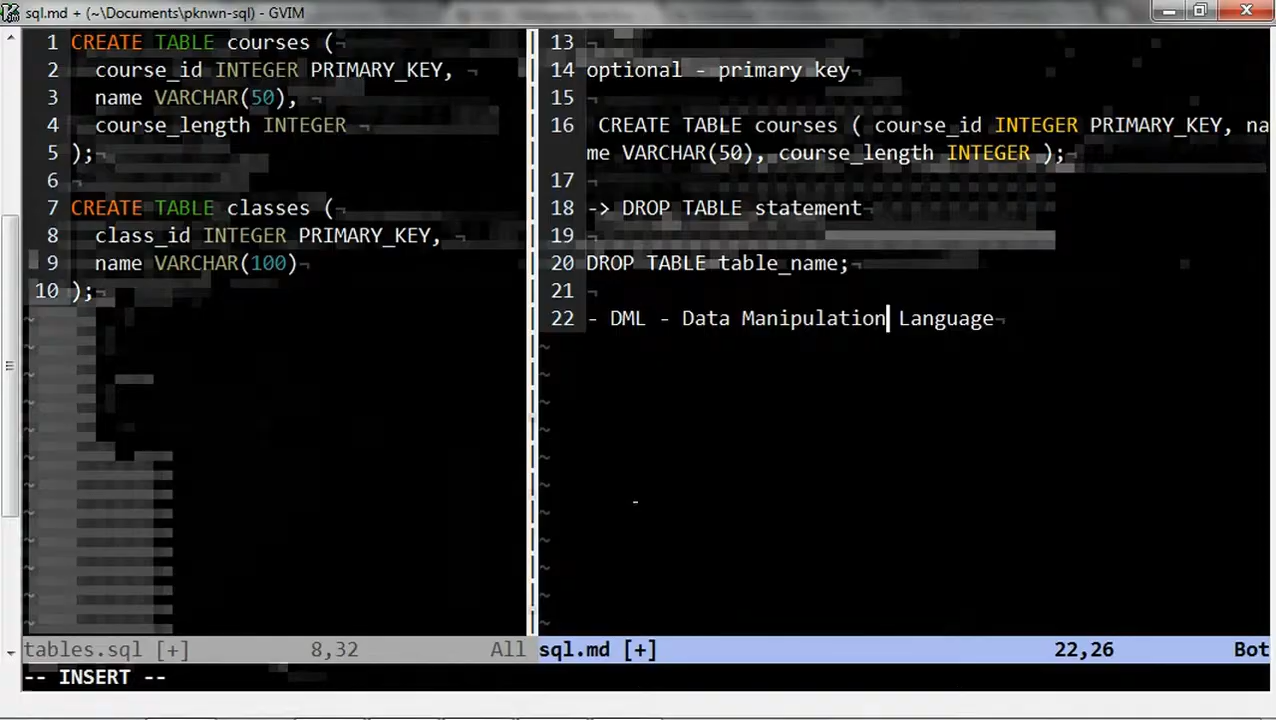 sql.md + (~\Documents\pknwn-sql) - GVIM
1 CREATE TABLE courses (¬
2 course_id INTEGER PRIMARY_KEY, ¬
3 name VARCHAR(50), ¬
4 course_length INTEGER ¬
5 );¬
6 ¬
7 CREATE TABLE classes (¬
8 class_id INTEGER PRIMARY_KEY, ¬
9 name VARCHAR(100)¬
10 );¬
tables.sql [+] 8,32 All
13 ¬
14 optional - primary key¬
15 ¬
16 CREATE TABLE courses ( course_id INTEGER PRIMARY_KEY, na
me VARCHAR(50), course_length INTEGER );¬
17 ¬
18 -> DROP TABLE statement¬
19 ¬
20 DROP TABLE table_name;¬
21 ¬
22 - DML - Data Manipulation Language¬
sql.md [+] 22,26 Bot
-- INSERT --